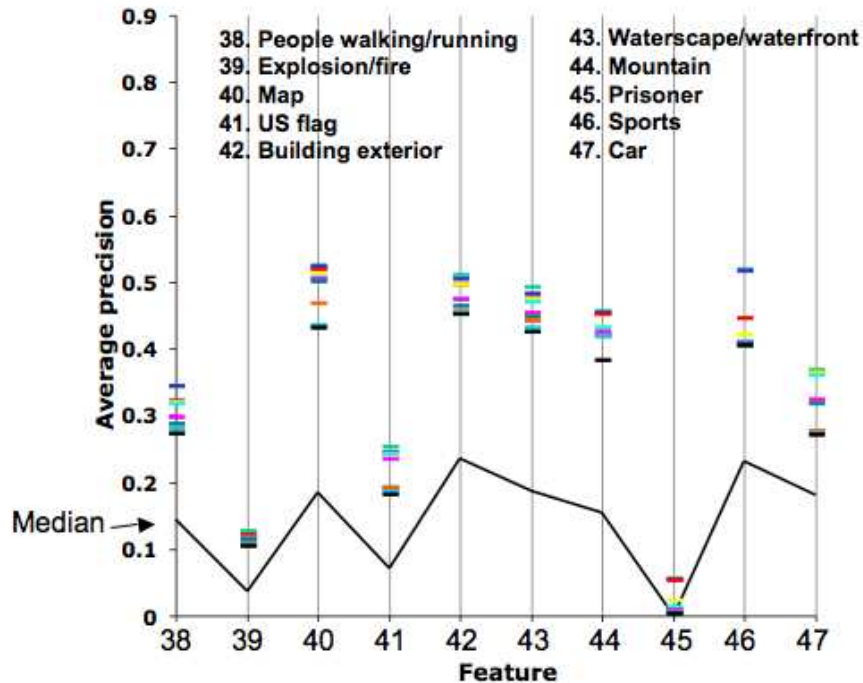 0.9
0.8
0.7
0.6
0.5
0.4
0.3
0.2
0.1
0
Average precision
38. People walking/running
39. Explosion/fire
40. Map
41. US flag
42. Building exterior
43. Waterscape/waterfront
44. Mountain
45. Prisoner
46. Sports
47. Car
Median
38 39 40 41 42 43 44 45 46 47
Feature